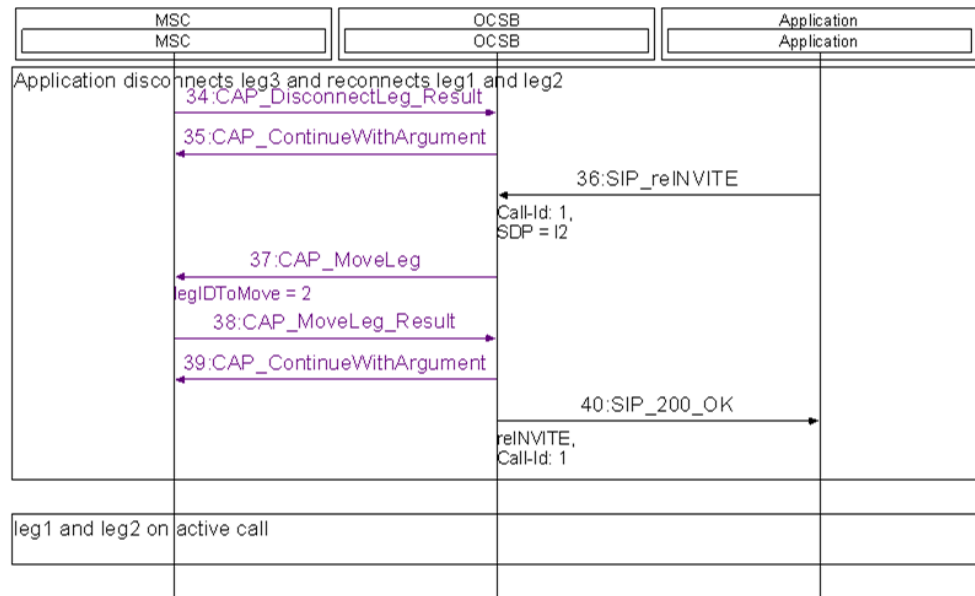 MSC
OCSB
Application
MSC
OCSB
Application
Application disconnects leg3 and reconnects leg1 and leg2
34:CAP_DisconnectLeg_Result
35:CAP_ContinueWithArgument
36:SIP_reINVITE
Call-Id: 1,
SDP = I2
37:CAP_MoveLeg
legIDToMove = 2
38:CAP_MoveLeg_Result
39:CAP_ContinueWithArgument
40:SIP_200_OK
reINVITE,
Call-Id: 1
leg1 and leg2 on active call